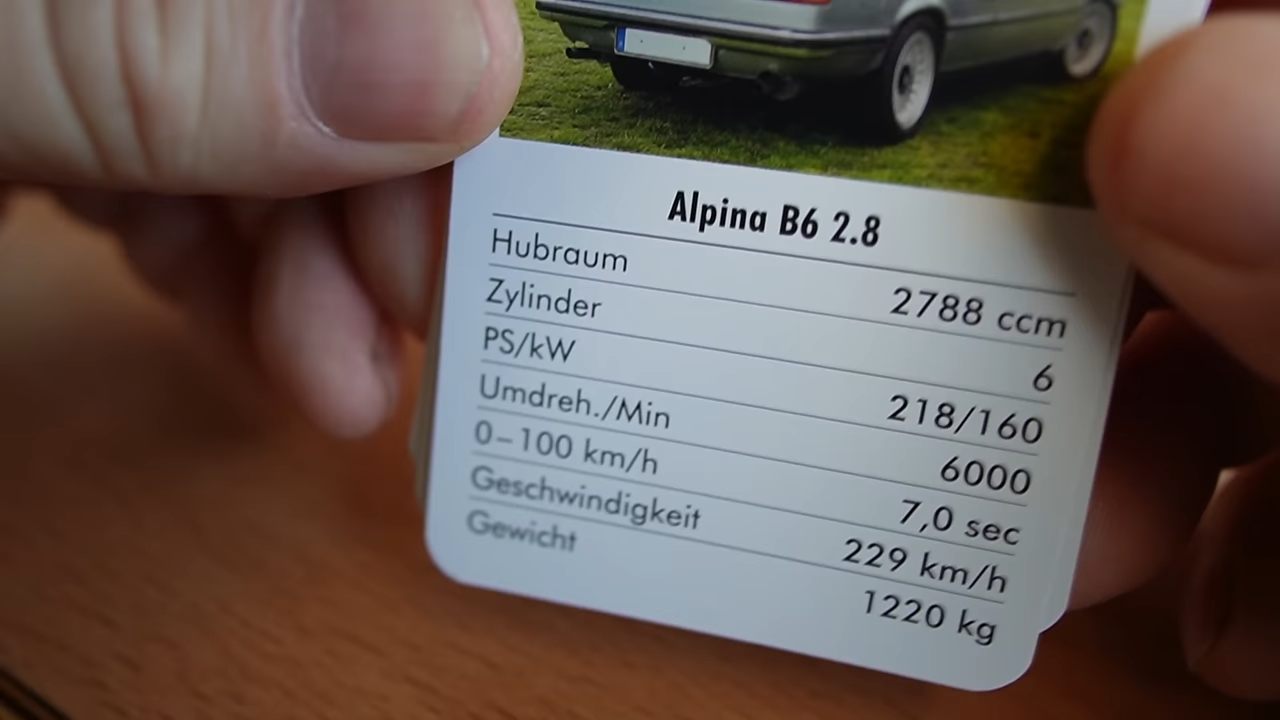 Alpina B6 2.8
Hubraum 2788 ccm
Zylinder 6
PS/kW 218/160
Umdreh./Min 6000
0–100 km/h 7,0 sec
Geschwindigkeit 229 km/h
Gewicht 1220 kg